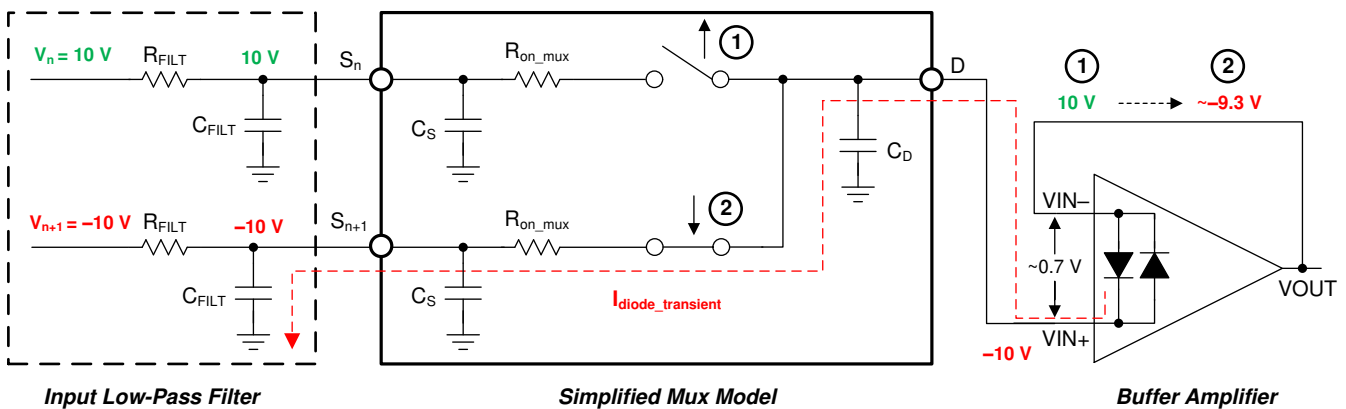 Vn = 10 V
RFILT
10 V
Sn
Ron_mux
1
D
1
2
10 V
~–9.3 V
CFILT
CS
CD
Vn+1 = –10 V
RFILT
–10 V
Sn+1
Ron_mux
2
VIN–
~0.7 V
CFILT
CS
Idiode_transient
VOUT
VIN+
–10 V
Input Low-Pass Filter
Simplified Mux Model
Buffer Amplifier